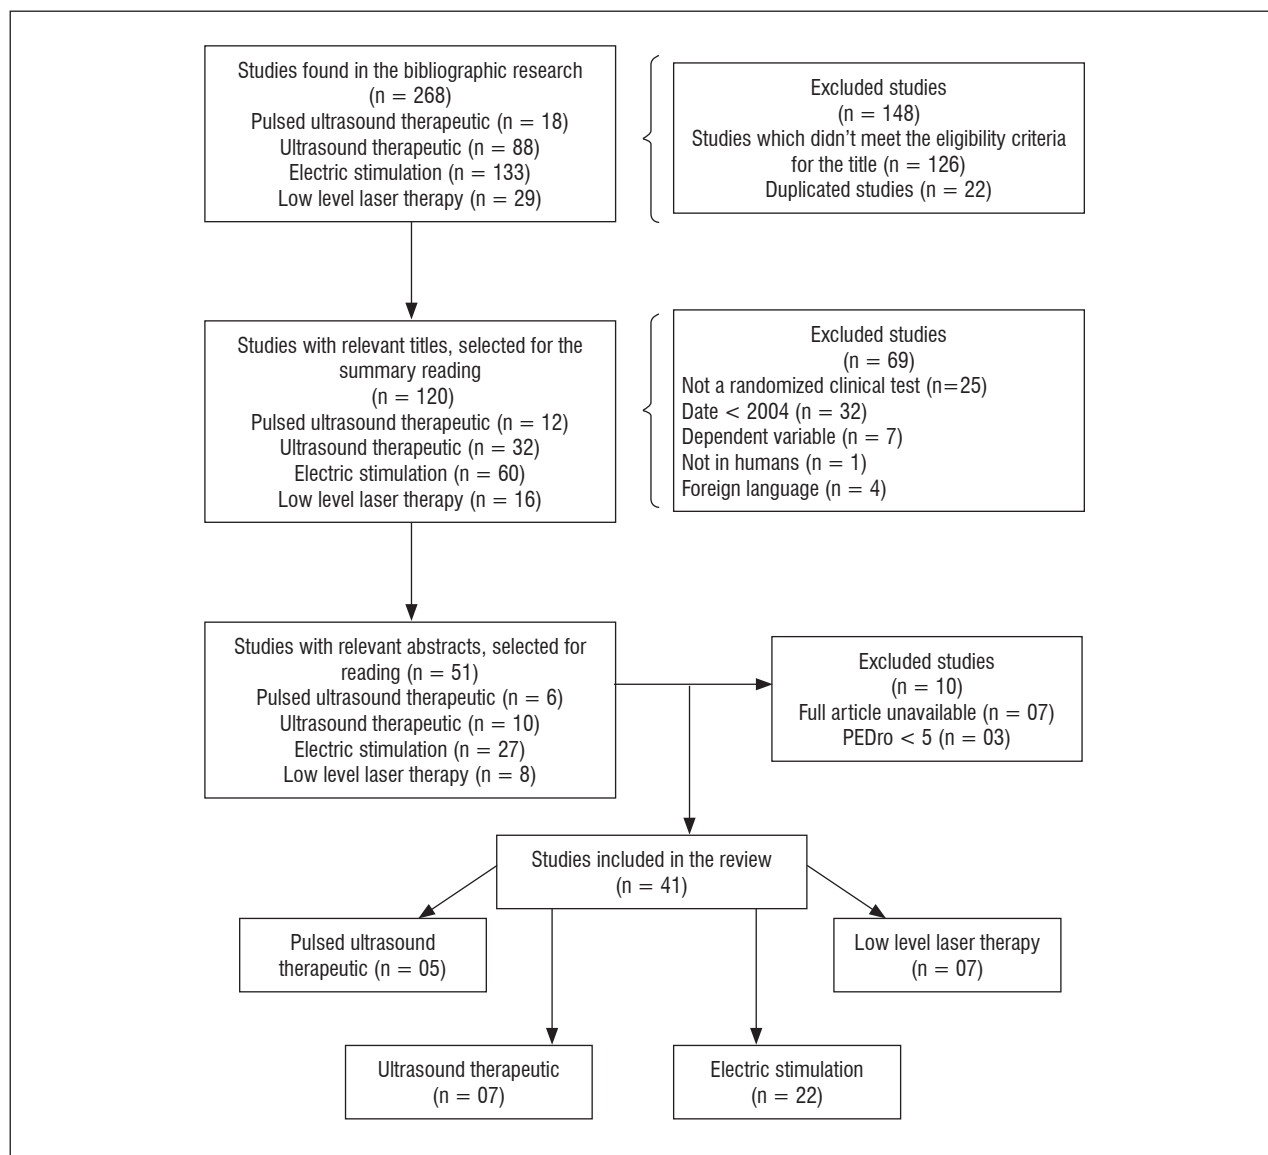 Studies found in the bibliographic research
(n = 268)
Pulsed ultrasound therapeutic (n = 18)
Ultrasound therapeutic (n = 88)
Electric stimulation (n = 133)
Low level laser therapy (n = 29)
Excluded studies
(n = 148)
Studies which didn’t meet the eligibility criteria
for the title (n = 126)
Duplicated studies (n = 22)
Studies with relevant titles, selected for the
summary reading
(n = 120)
Pulsed ultrasound therapeutic (n = 12)
Ultrasound therapeutic (n = 32)
Electric stimulation (n = 60)
Low level laser therapy (n = 16)
Excluded studies
(n = 69)
Not a randomized clinical test (n=25)
Date < 2004 (n = 32)
Dependent variable (n = 7)
Not in humans (n = 1)
Foreign language (n = 4)
Studies with relevant abstracts, selected for
reading (n = 51)
Pulsed ultrasound therapeutic (n = 6)
Ultrasound therapeutic (n = 10)
Electric stimulation (n = 27)
Low level laser therapy (n = 8)
Excluded studies
(n = 10)
Full article unavailable (n = 07)
PEDro < 5 (n = 03)
Studies included in the review
(n = 41)
Pulsed ultrasound
therapeutic (n = 05)
Low level laser therapy
(n = 07)
Ultrasound therapeutic
(n = 07)
Electric stimulation
(n = 22)